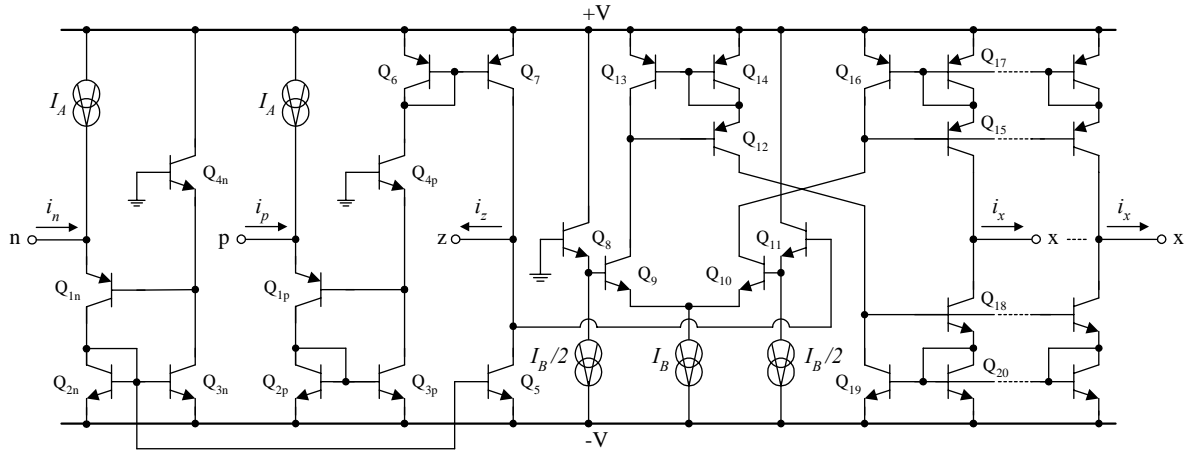 +V
Q6
Q7
Q13
Q14
Q16
Q17
IA
IA
Q12
Q15
Q4n
Q4p
in
ip
iz
Q8
Q11
ix
ix
n
p
z
x
x
Q9
Q10
Q1n
Q1p
Q18
IB/2
IB
IB/2
Q2n
Q3n
Q2p
Q3p
Q5
Q19
Q20
-V